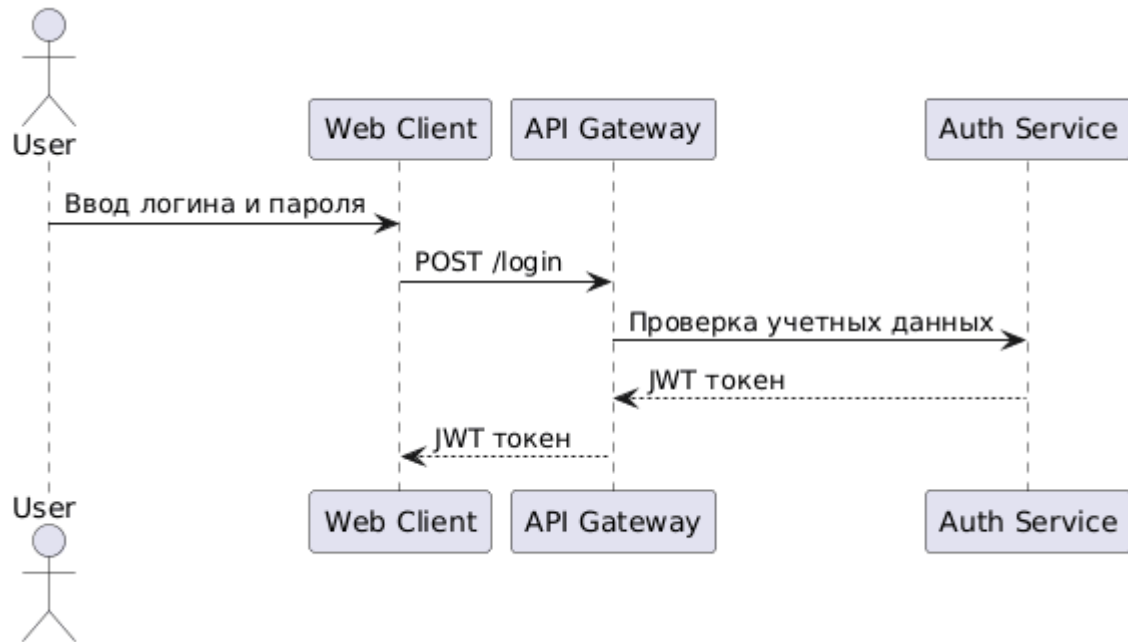 User
Web Client
API Gateway
Auth Service
Ввод логина и пароля
POST /login
Проверка учетных данных
JWT токен
JWT токен
User
Web Client
API Gateway
Auth Service